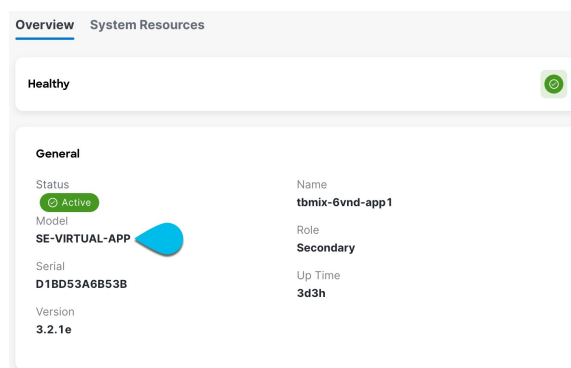 Overview System Resources
Healthy
General
Status
Active
Model
SE-VIRTUAL-APP
Serial
D1BD53A6B53B
Version
3.2.1e
Name
tbmix-6vnd-app1
Role
Secondary
Up Time
3d3h